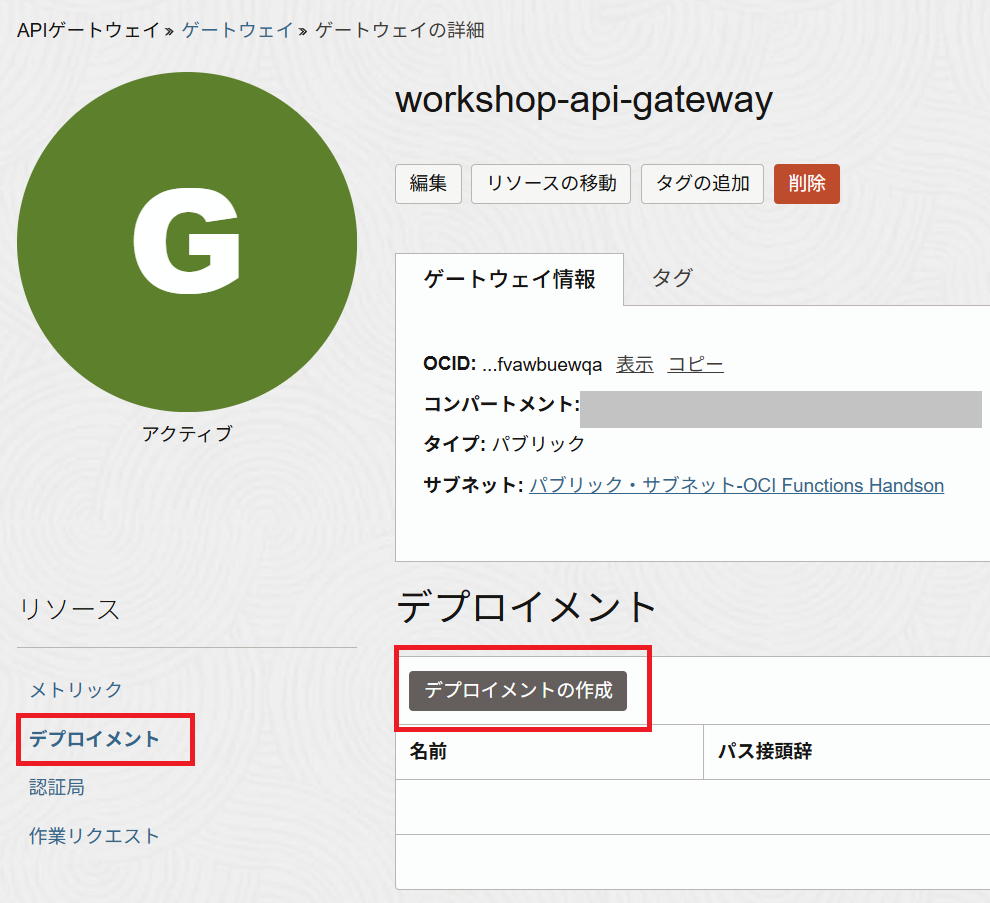 APIゲートウェイ » ゲートウェイ » ゲートウェイの詳細
G
アクティブ
workshop-api-gateway
編集 リソースの移動 タグの追加 削除
ゲートウェイ情報 タグ
OCID: ...fvawbuewqa 表示 コピー
コンパートメント:
タイプ: パブリック
サブネット: パブリック・サブネット-OCI Functions Handson
リソース
メトリック
デプロイメント
認証局
作業リクエスト
デプロイメント
デプロイメントの作成
名前 パス接頭辞